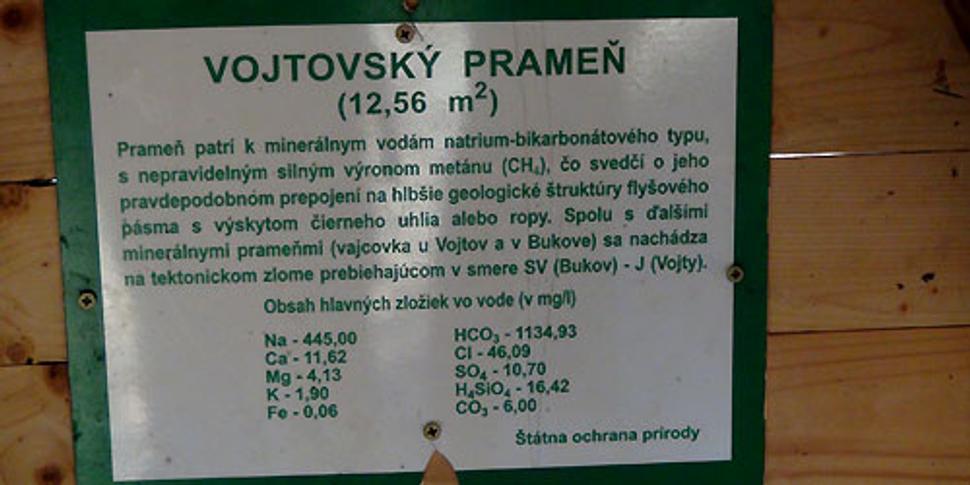 VOJTOVSKÝ PRAMEŇ
(12,56 m²)
Prameň patrí k minerálnym vodám natrium-bikarbonátového typu,
s nepravidelným silným výronom metánu (CH₄), čo svedčí o jeho
pravdepodobnom prepojení na hlbšie geologické štruktúry flyšového
pásma s výskytom čierneho uhlia alebo ropy. Spolu s ďalšími
minerálnymi prameňmi (vajcovka u Vojtov a v Bukove) sa nachádza
na tektonickom zlome prebiehajúcom v smere SV (Bukov) - J (Vojty).
Obsah hlavných zložiek vo vode (v mg/l)
Na - 445,00
Ca - 11,62
Mg - 4,13
K - 1,90
Fe - 0,06
HCO₃ - 1134,93
Cl - 46,09
SO₄ - 10,70
H₄SiO₄ - 16,42
CO₃ - 6,00
Štátna ochrana prírody